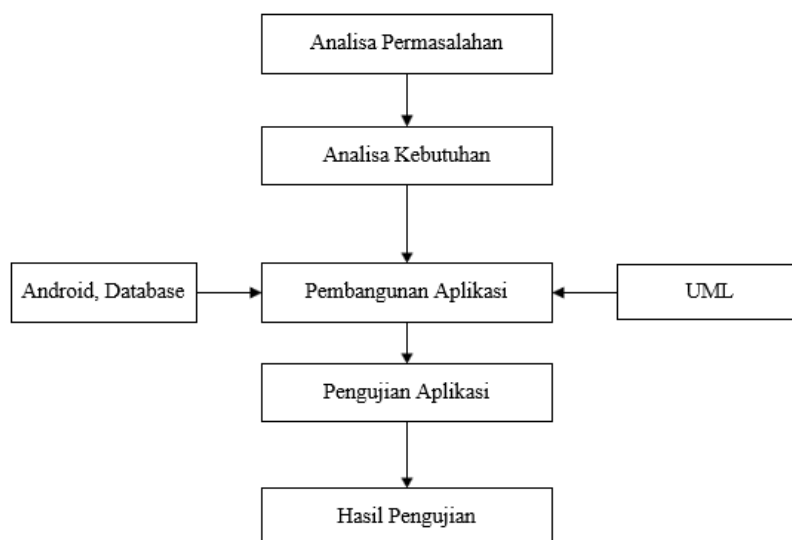 Analisa Permasalahan
Analisa Kebutuhan
Android, Database
Pembangunan Aplikasi
UML
Pengujian Aplikasi
Hasil Pengujian